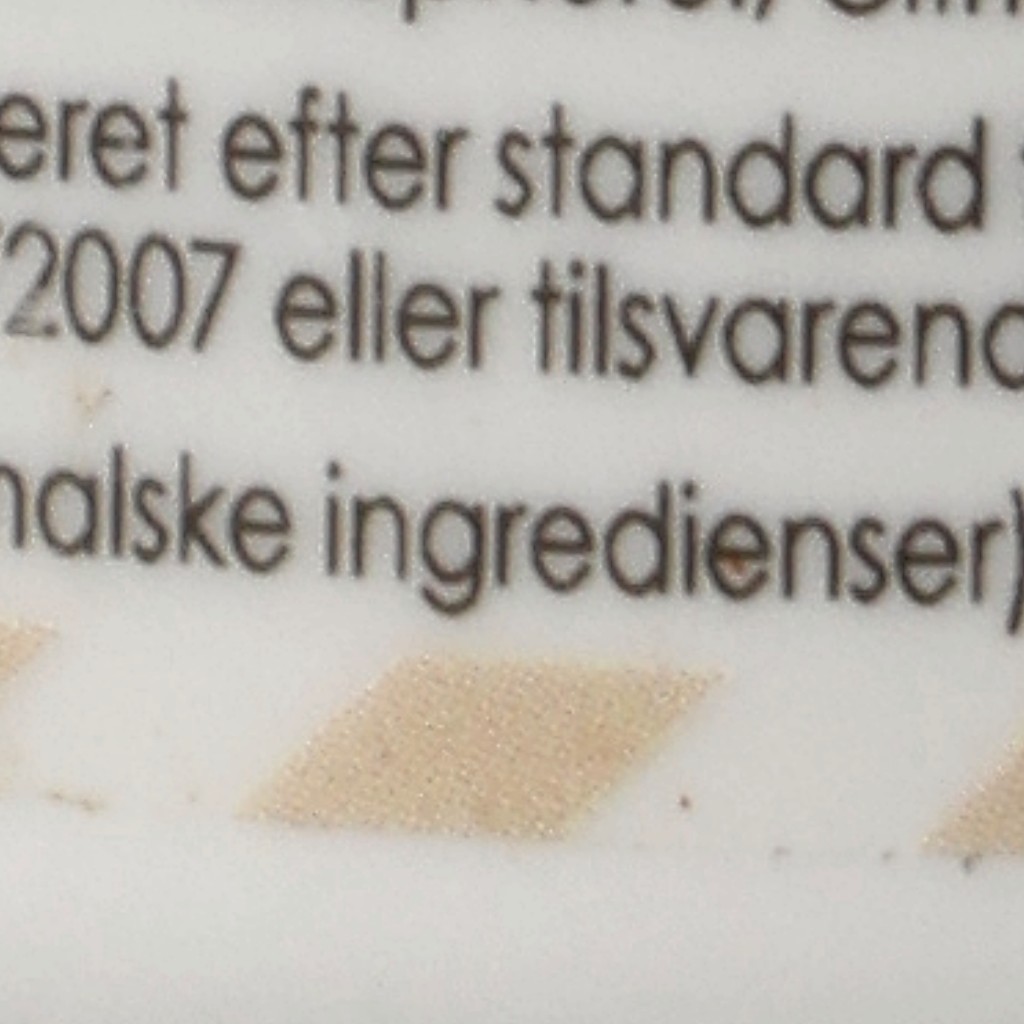 eret efter standard
2007 eller tilsvarend
nalske ingredienser)